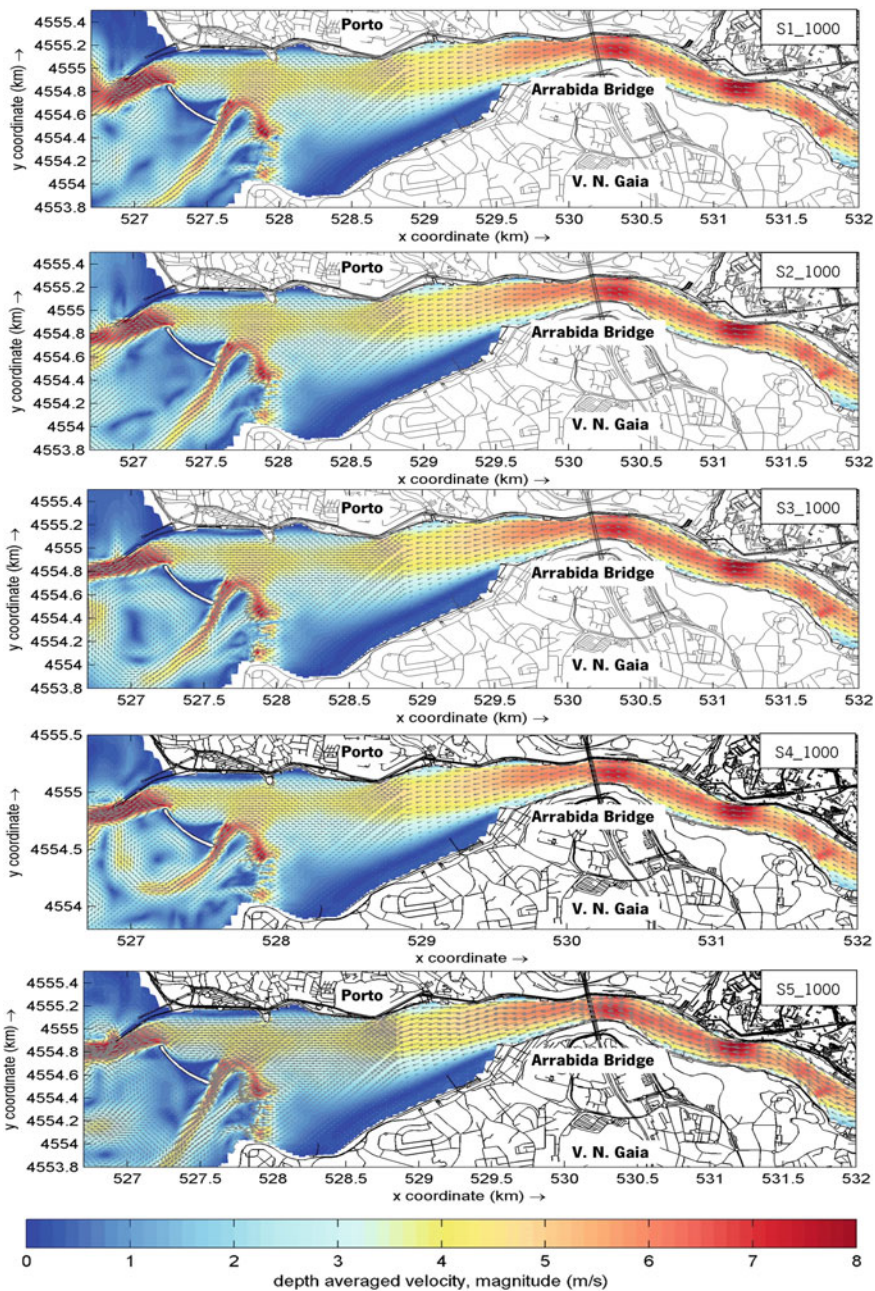 4555.4
4555.2
4555
4554.8
4554.6
4554.4
4554.2
4554
4553.8
y coordinate (km) →
Porto
S1_1000
Arrabida Bridge
V. N. Gaia
527 527.5 528 528.5 529 529.5 530 530.5 531 531.5 532
x coordinate (km) →
4555.4
4555.2
4555
4554.8
4554.6
4554.4
4554.2
4554
4553.8
y coordinate (km) →
Porto
S2_1000
Arrabida Bridge
V. N. Gaia
527 527.5 528 528.5 529 529.5 530 530.5 531 531.5 532
x coordinate (km) →
4555.4
4555.2
4555
4554.8
4554.6
4554.4
4554.2
4554
4553.8
y coordinate (km) →
Porto
S3_1000
Arrabida Bridge
V. N. Gaia
527 527.5 528 528.5 529 529.5 530 530.5 531 531.5 532
x coordinate (km) →
4555.5
4555
4554.5
4554
y coordinate →
Porto
S4_1000
Arrabida Bridge
V. N. Gaia
527 528 529 530 531 532
x coordinate →
4555.4
4555.2
4555
4554.8
4554.6
4554.4
4554.2
4554
4553.8
y coordinate (km) →
Porto
S5_1000
Arrabida Bridge
V. N. Gaia
527 527.5 528 528.5 529 529.5 530 530.5 531 531.5 532
x coordinate (km) →
0 1 2 3 4 5 6 7 8
depth averaged velocity, magnitude (m/s)